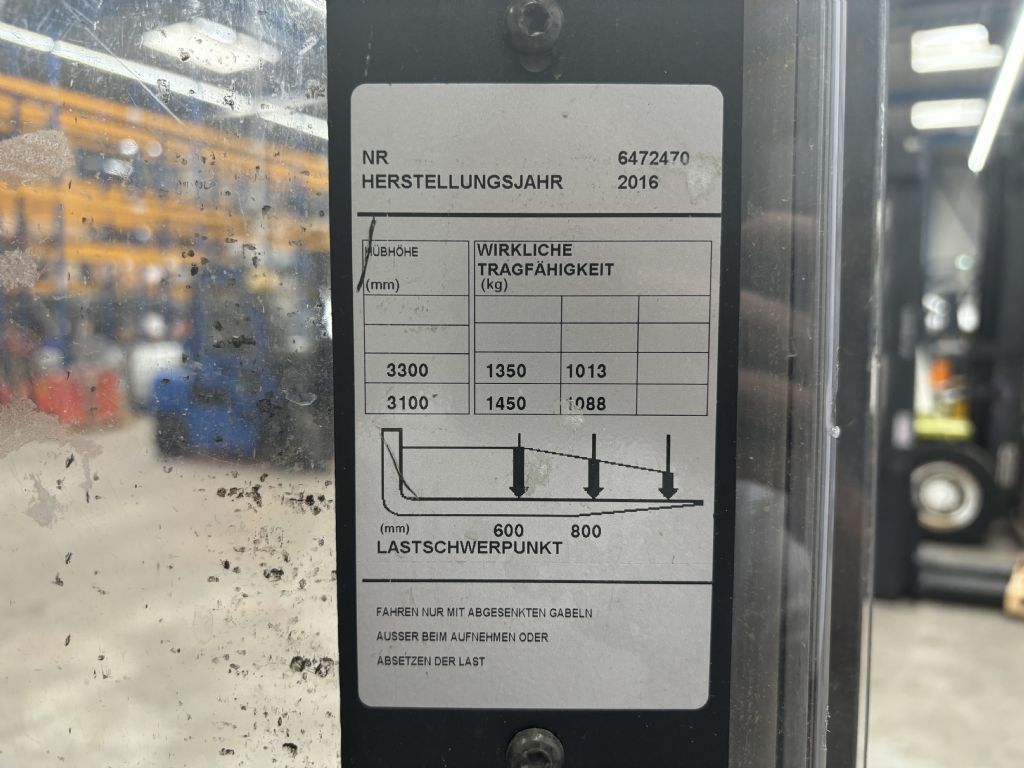 NR 6472470
HERSTELLUNGSJAHR 2016
HÜBHÖHE
(mm)
WIRKLICHE
TRAGFÄHIGKEIT
(kg)
3300 1350 1013
3100 1450 1088
(mm) 600 800
LASTSCHWERPUNKT
FAHREN NUR MIT ABGESENKTEN GABELN
AUSSER BEIM AUFNEHMEN ODER
ABSETZEN DER LAST